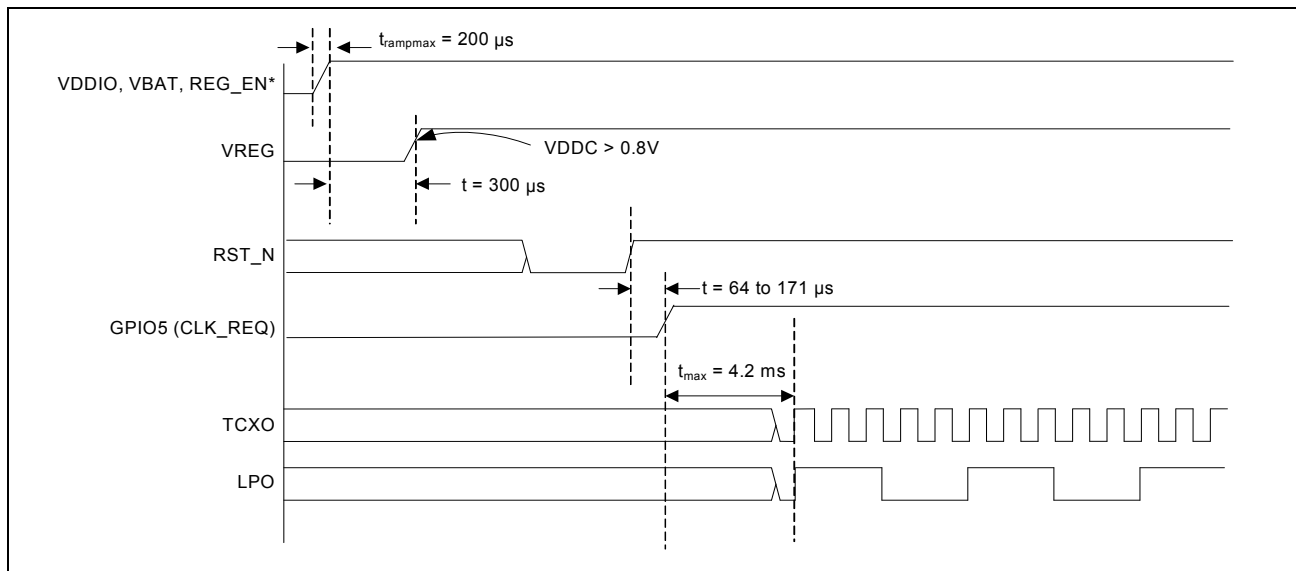 t_rampmax = 200 µs
VDDIO, VBAT, REG_EN*
VREG
VDDC > 0.8V
t = 300 µs
RST_N
t = 64 to 171 µs
GPIO5 (CLK_REQ)
t_max = 4.2 ms
TCXO
LPO